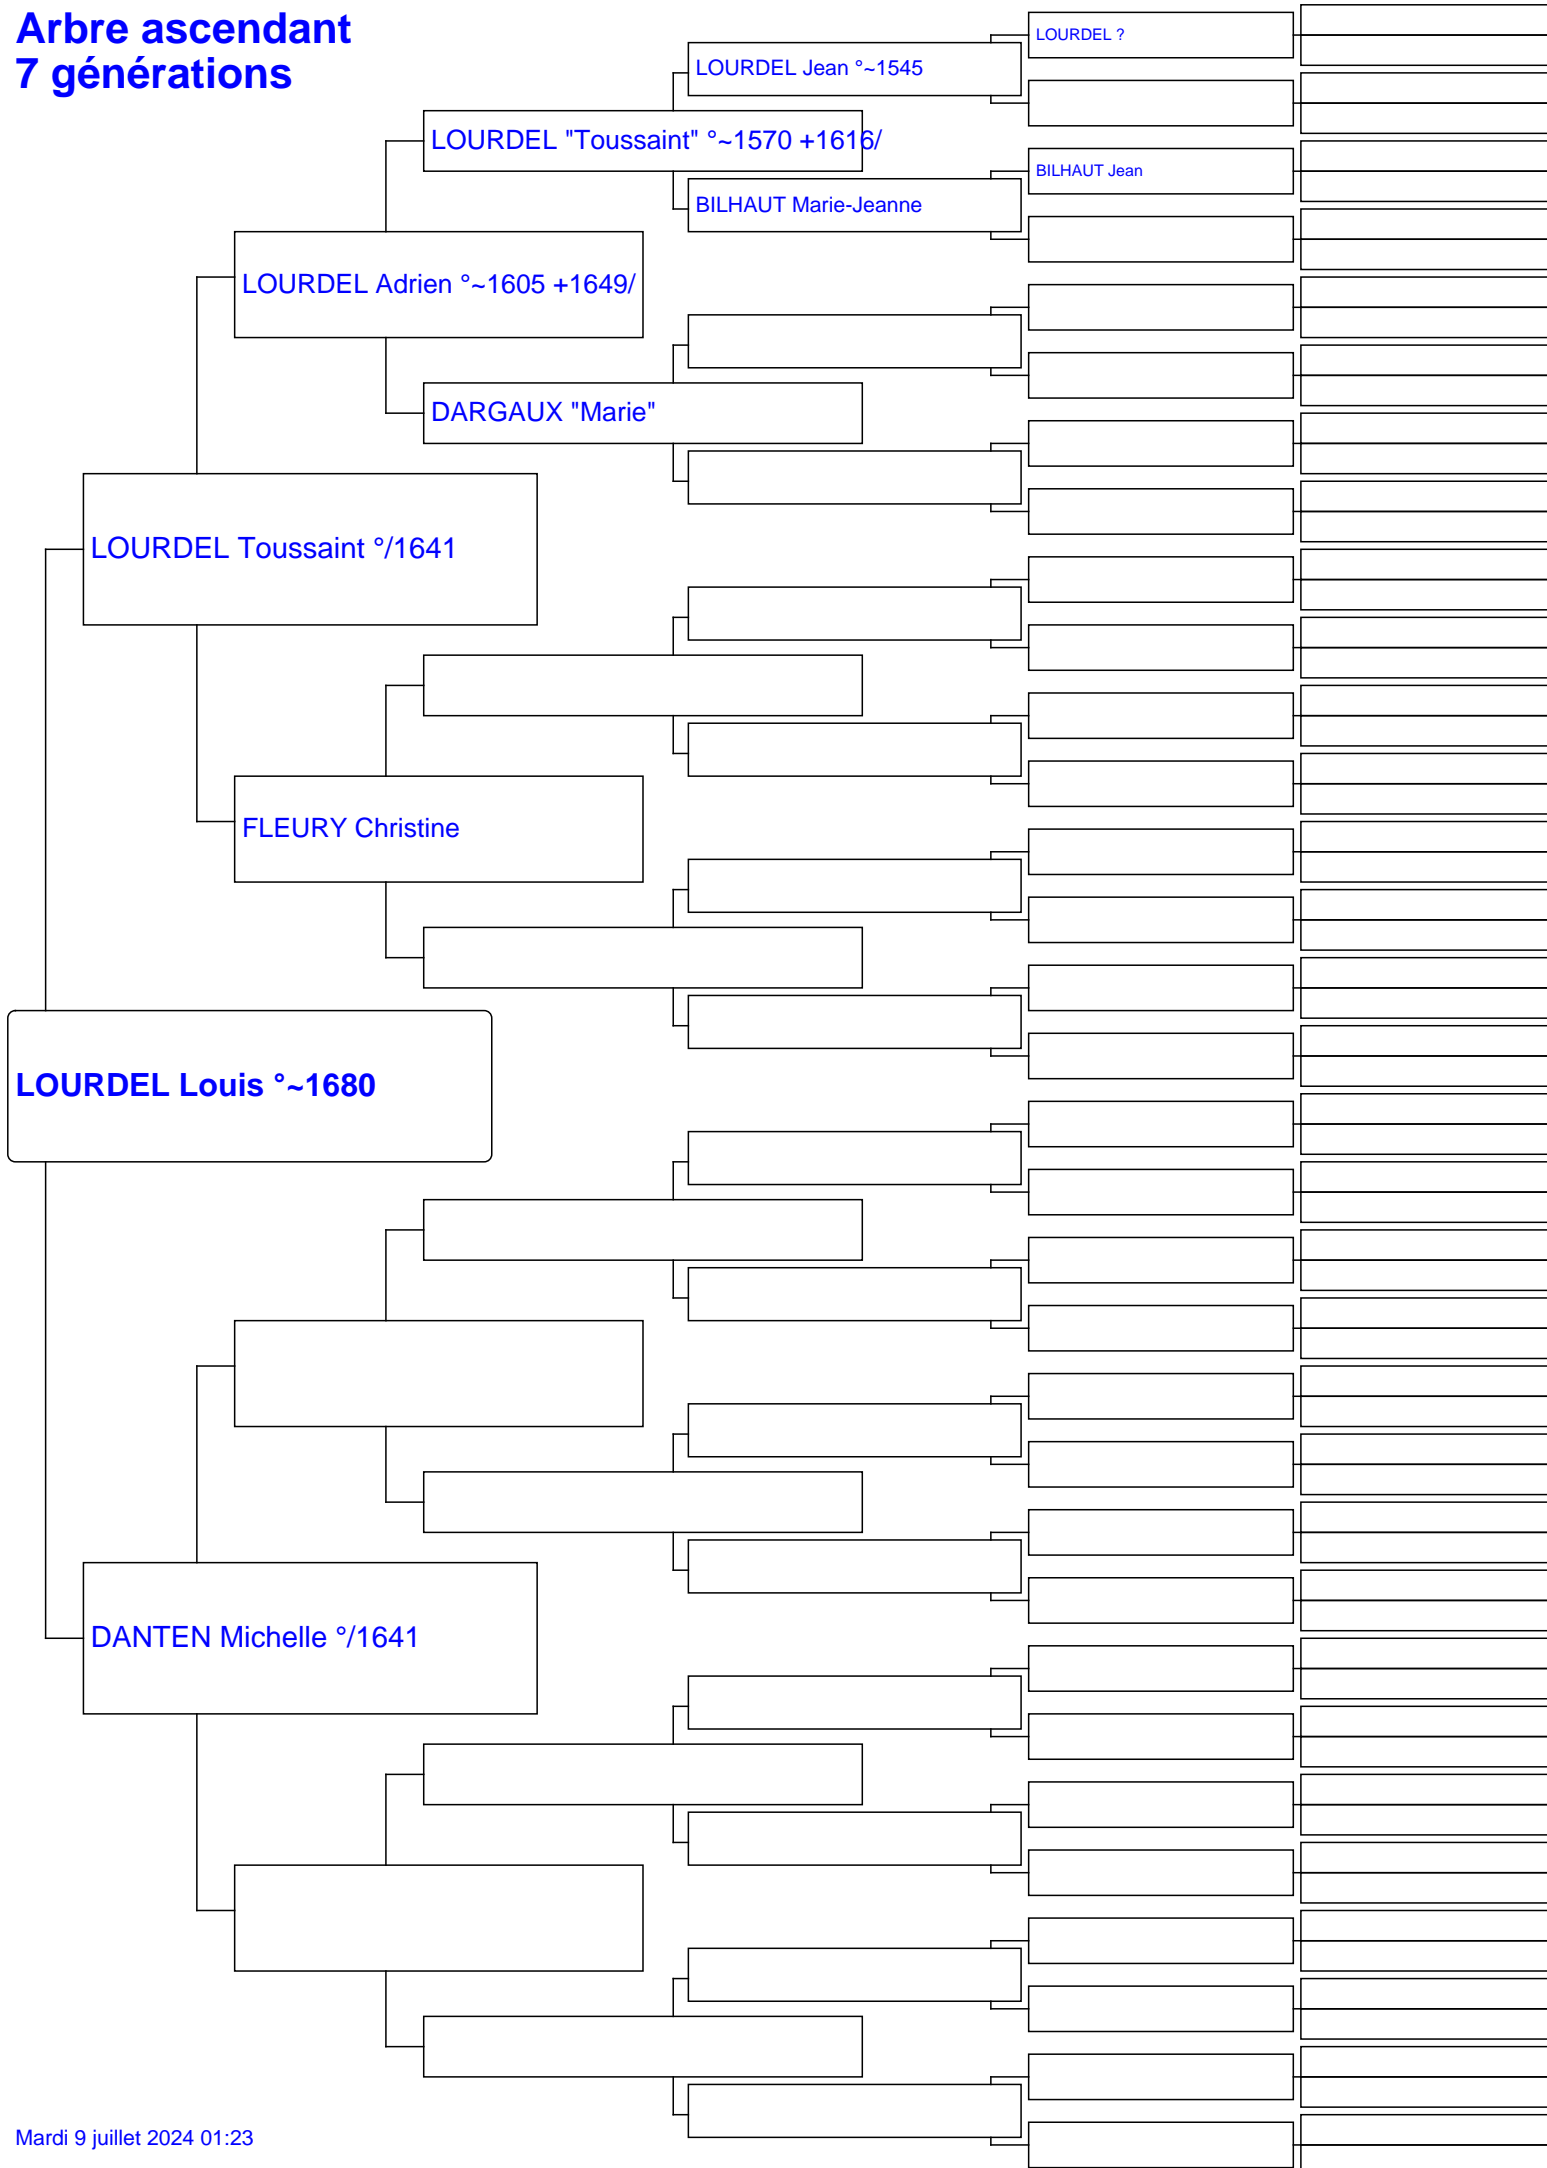 Arbre ascendant
7 générations
LOURDEL ?
LOURDEL Jean °~1545
LOURDEL "Toussaint" °~1570 +1616/
BILHAUT Jean
BILHAUT Marie-Jeanne
LOURDEL Adrien °~1605 +1649/
DARGAUX "Marie"
LOURDEL Toussaint °/1641
FLEURY Christine
LOURDEL Louis °~1680
DANTEN Michelle °/1641
Mardi 9 juillet 2024 01:23